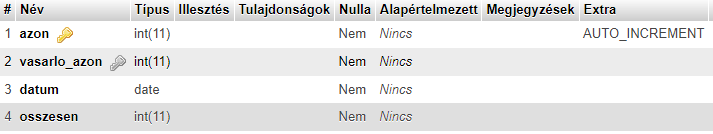 # Név Típus Illesztés Tulajdonságok Nulla Alapértelmezett Megjegyzések Extra
1 azon int(11) Nem Nincs AUTO_INCREMENT
2 vasarlo_azon int(11) Nem Nincs
3 datum date Nem Nincs
4 osszesen int(11) Nem Nincs